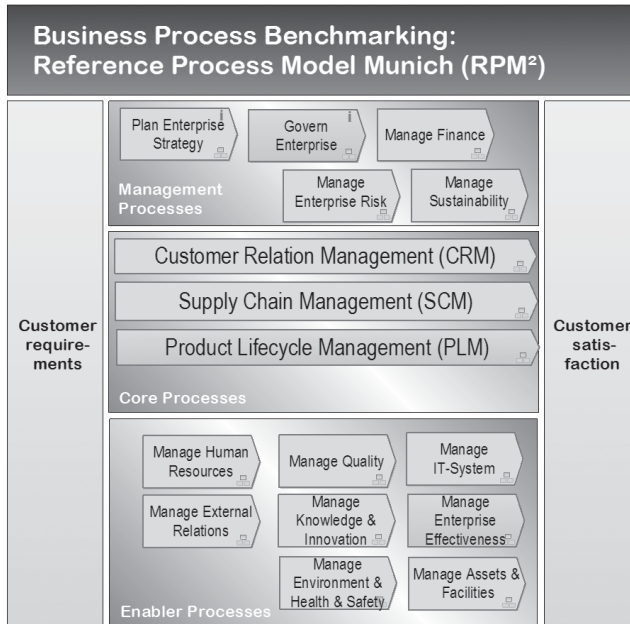 Business Process Benchmarking:
Reference Process Model Munich (RPM²)
Customer
require-
ments
Plan Enterprise
Strategy
Govern
Enterprise
Manage Finance
Manage
Enterprise Risk
Manage
Sustainability
Management
Processes
Customer Relation Management (CRM)
Supply Chain Management (SCM)
Product Lifecycle Management (PLM)
Core Processes
Manage Human
Resources
Manage Quality
Manage
IT-System
Manage External
Relations
Manage
Knowledge &
Innovation
Manage
Enterprise
Effectiveness
Manage
Environment &
Health & Safety
Manage Assets &
Facilities
Enabler Processes
Customer
satis-
faction